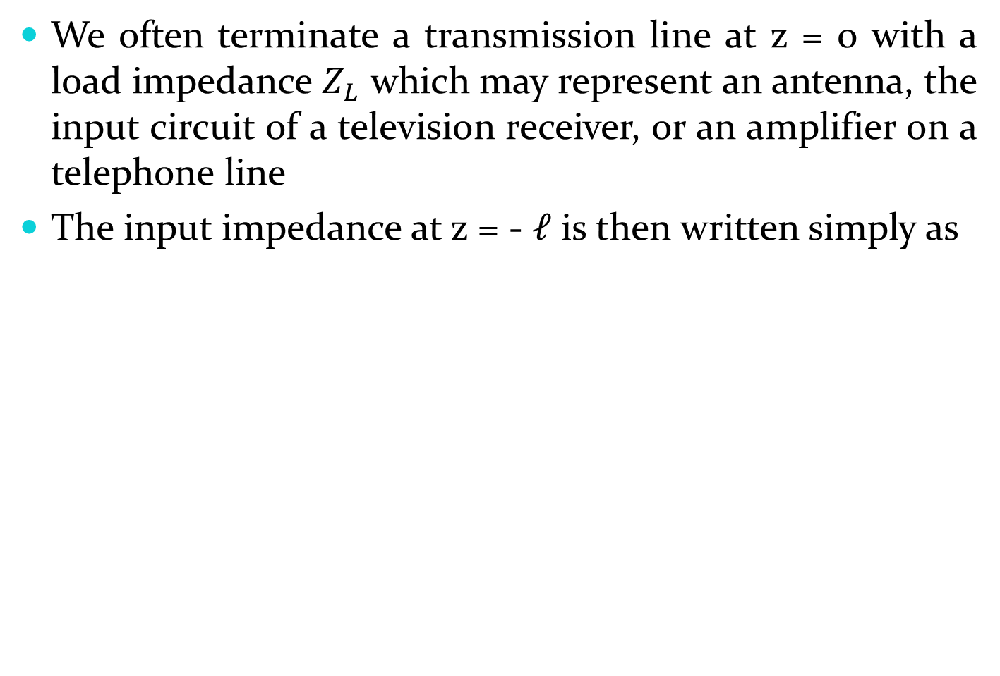 • We often terminate a transmission line at z = 0 with a
load impedance Z_L which may represent an antenna, the
input circuit of a television receiver, or an amplifier on a
telephone line
• The input impedance at z = - ℓ is then written simply as